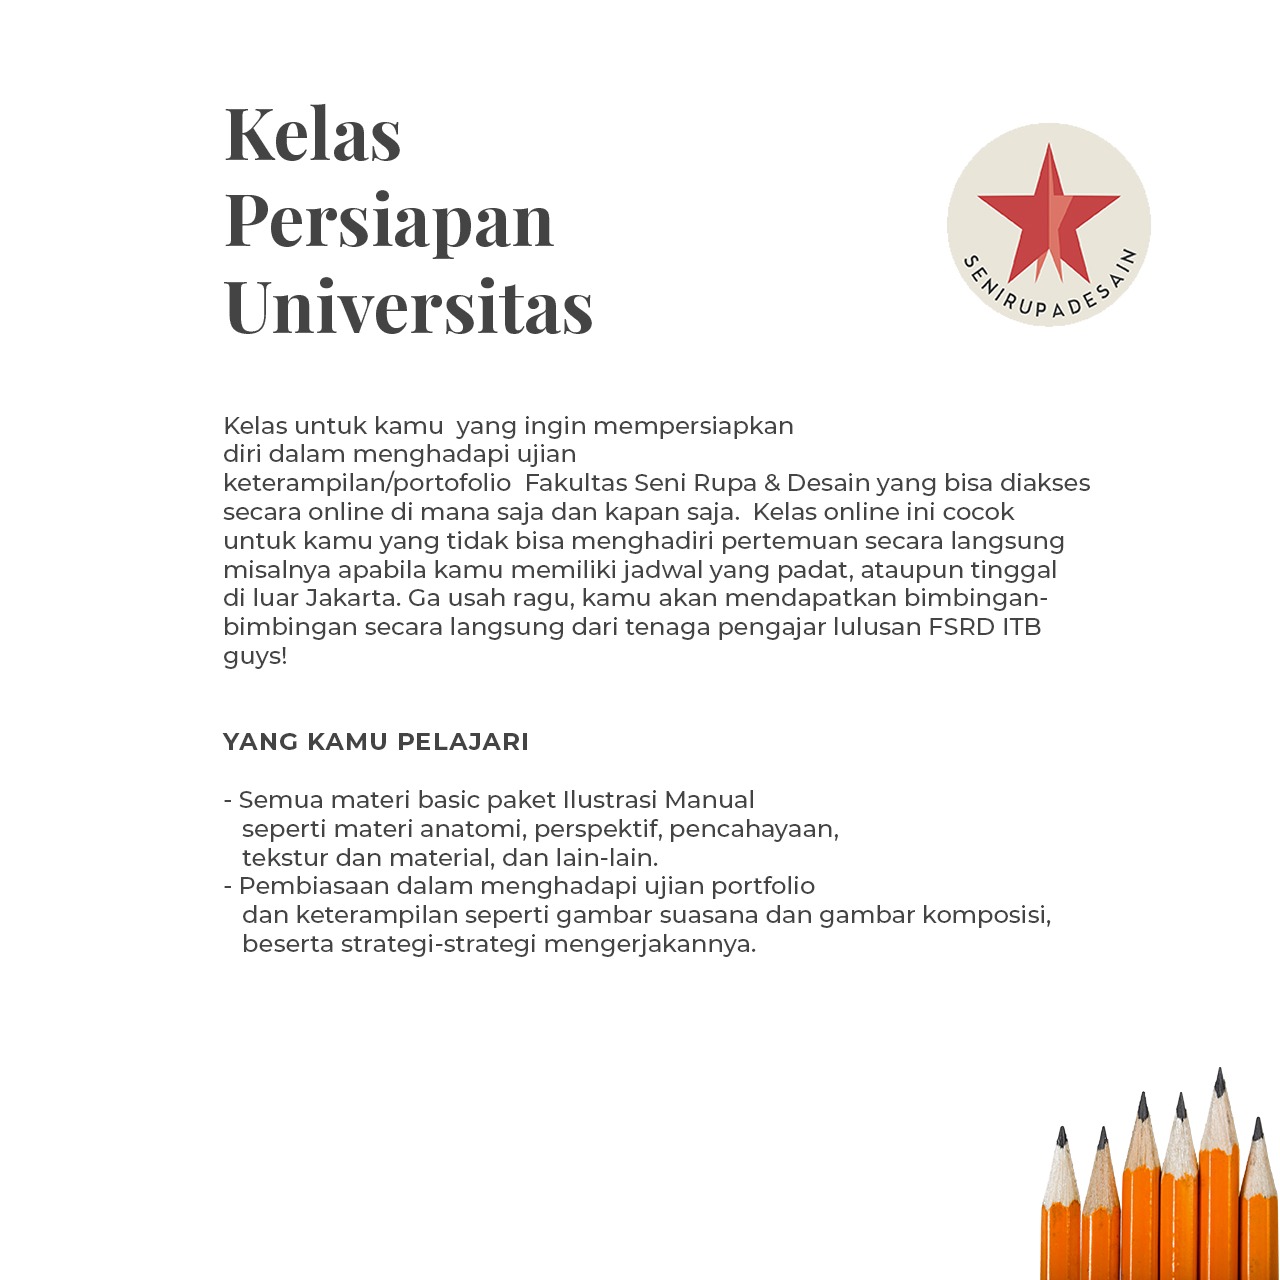 Kelas
Persiapan
Universitas
SENIRUPADESAIN
Kelas untuk kamu  yang ingin mempersiapkan
diri dalam menghadapi ujian
keterampilan/portofolio  Fakultas Seni Rupa & Desain yang bisa diakses
secara online di mana saja dan kapan saja.  Kelas online ini cocok
untuk kamu yang tidak bisa menghadiri pertemuan secara langsung
misalnya apabila kamu memiliki jadwal yang padat, ataupun tinggal
di luar Jakarta. Ga usah ragu, kamu akan mendapatkan bimbingan-
bimbingan secara langsung dari tenaga pengajar lulusan FSRD ITB
guys!
YANG KAMU PELAJARI
- Semua materi basic paket Ilustrasi Manual
seperti materi anatomi, perspektif, pencahayaan,
tekstur dan material, dan lain-lain.
- Pembiasaan dalam menghadapi ujian portfolio
dan keterampilan seperti gambar suasana dan gambar komposisi,
beserta strategi-strategi mengerjakannya.